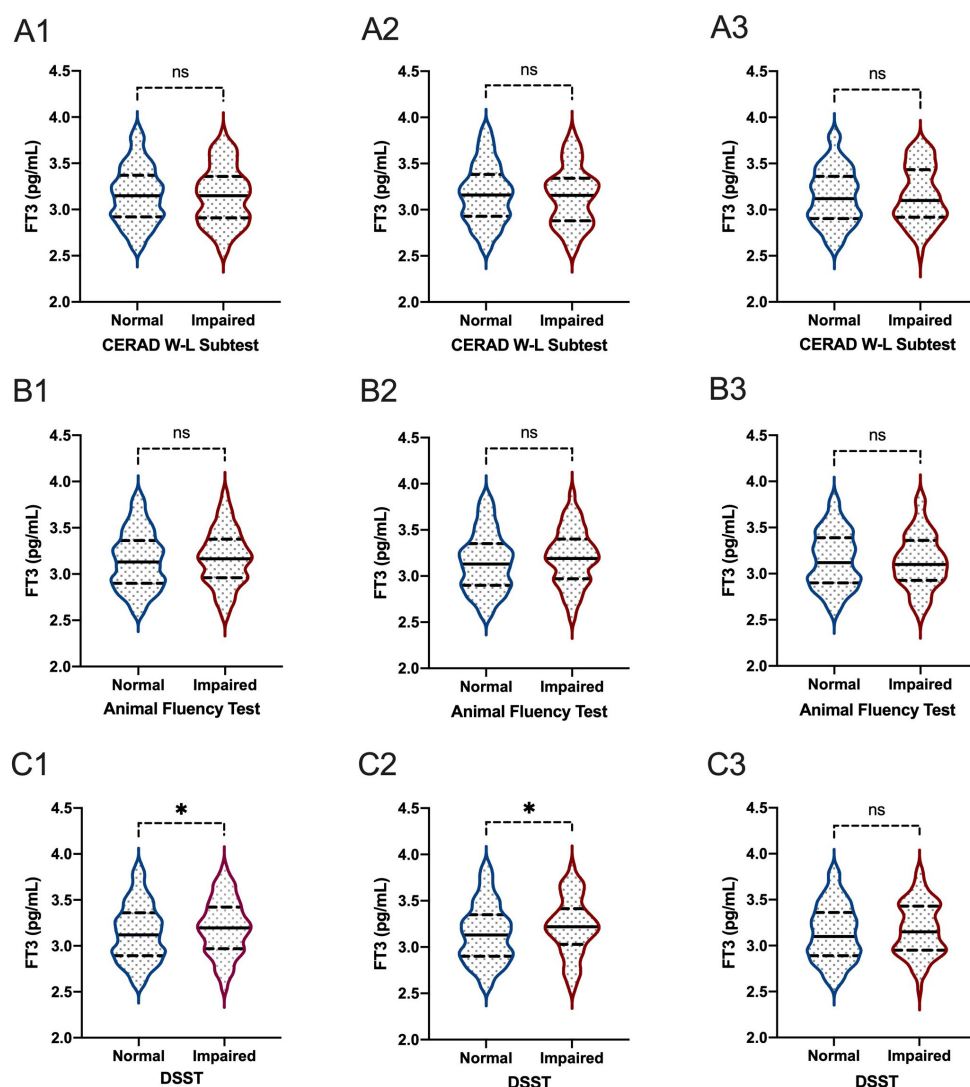 A1
A2
A3
4.5
4.0
3.5
3.0
2.5
2.0
FT3 (pg/mL)
ns
Normal Impaired
CERAD W-L Subtest
4.5
4.0
3.5
3.0
2.5
2.0
FT3 (pg/mL)
ns
Normal Impaired
CERAD W-L Subtest
4.5
4.0
3.5
3.0
2.5
2.0
FT3 (pg/mL)
ns
Normal Impaired
CERAD W-L Subtest
B1
B2
B3
4.5
4.0
3.5
3.0
2.5
2.0
FT3 (pg/mL)
ns
Normal Impaired
Animal Fluency Test
4.5
4.0
3.5
3.0
2.5
2.0
FT3 (pg/mL)
ns
Normal Impaired
Animal Fluency Test
4.5
4.0
3.5
3.0
2.5
2.0
FT3 (pg/mL)
ns
Normal Impaired
Animal Fluency Test
C1
C2
C3
4.5
4.0
3.5
3.0
2.5
2.0
FT3 (pg/mL)
*
Normal Impaired
DSST
4.5
4.0
3.5
3.0
2.5
2.0
FT3 (pg/mL)
*
Normal Impaired
DSST
4.5
4.0
3.5
3.0
2.5
2.0
FT3 (pg/mL)
ns
Normal Impaired
DSST